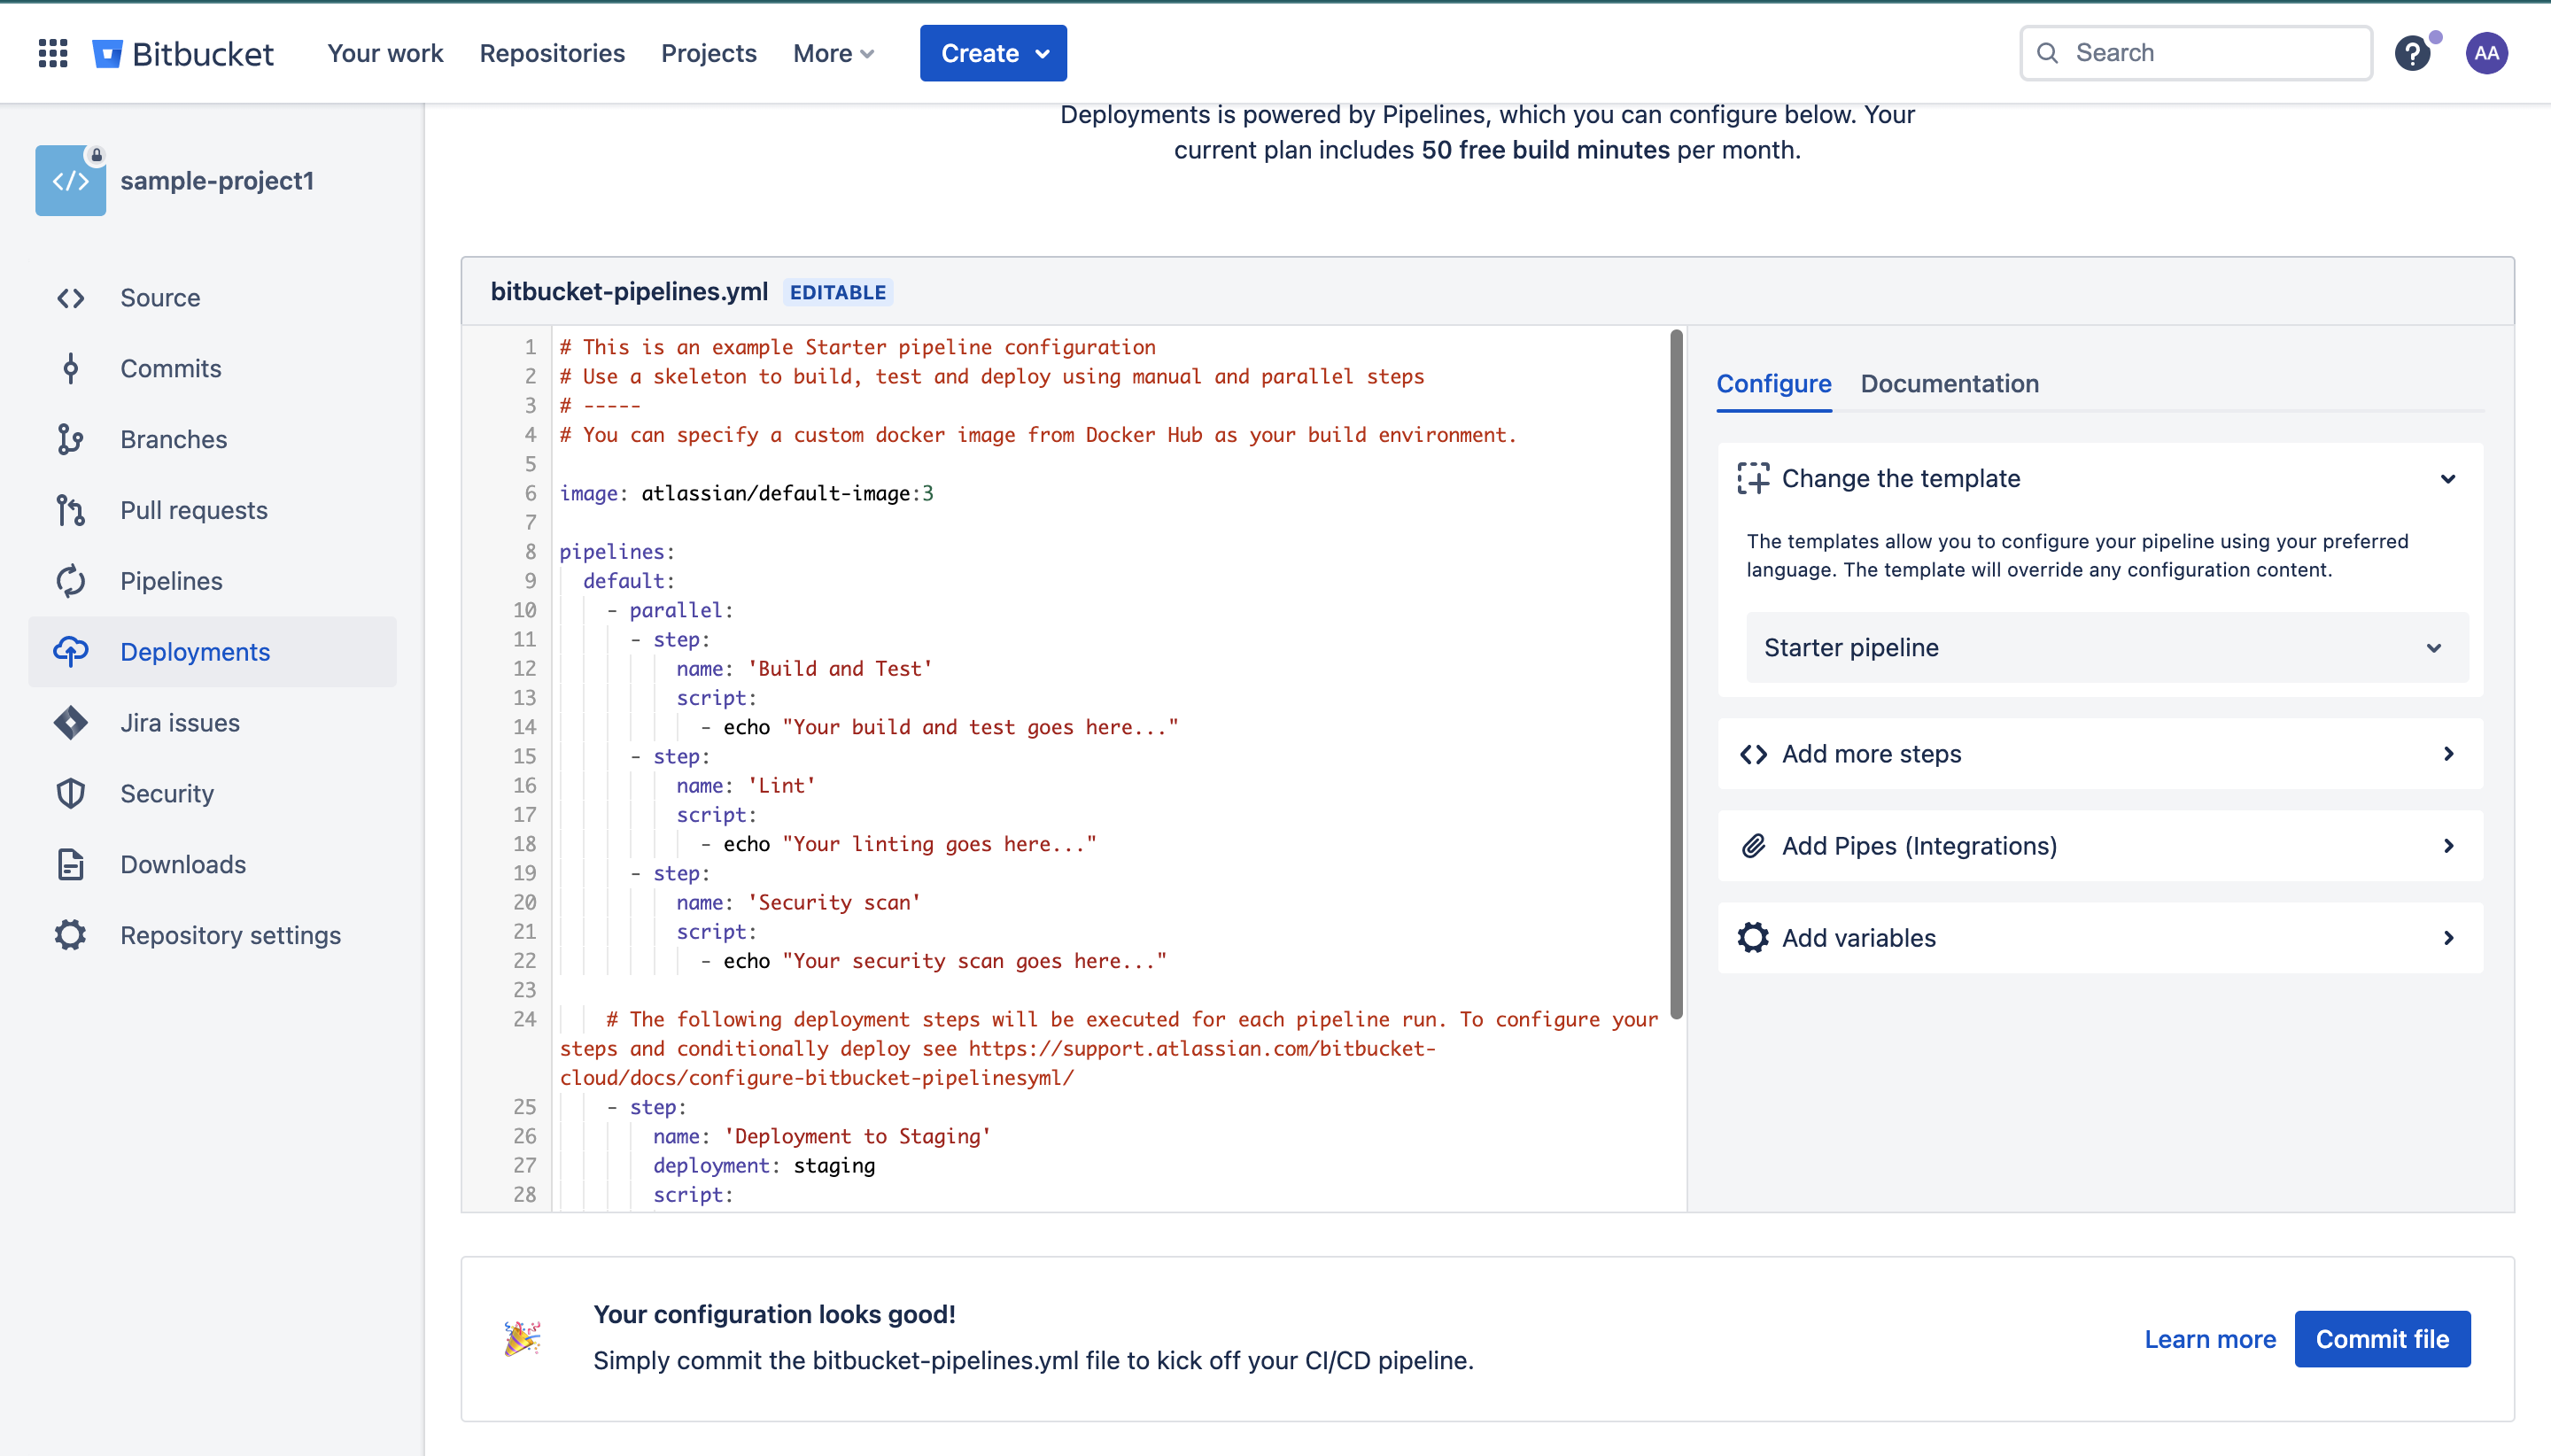 Bitbucket
Your work
Repositories
Projects
More
Create
Search
?
AA
sample-project1
Source
Commits
Branches
Pull requests
Pipelines
Deployments
Jira issues
Security
Downloads
Repository settings
Deployments is powered by Pipelines, which you can configure below. Your
current plan includes 50 free build minutes per month.
bitbucket-pipelines.yml EDITABLE
1 # This is an example Starter pipeline configuration
2 # Use a skeleton to build, test and deploy using manual and parallel steps
3 # -----
4 # You can specify a custom docker image from Docker Hub as your build environment.
5
6 image: atlassian/default-image:3
7
8 pipelines:
9   default:
10     - parallel:
11       - step:
12           name: 'Build and Test'
13           script:
14             - echo "Your build and test goes here..."
15       - step:
16           name: 'Lint'
17           script:
18             - echo "Your linting goes here..."
19       - step:
20           name: 'Security scan'
21           script:
22             - echo "Your security scan goes here..."
23
24     # The following deployment steps will be executed for each pipeline run. To configure your
steps and conditionally deploy see https://support.atlassian.com/bitbucket-
cloud/docs/configure-bitbucket-pipelinesyml/
25     - step:
26         name: 'Deployment to Staging'
27         deployment: staging
28         script:
Configure
Documentation
Change the template
The templates allow you to configure your pipeline using your preferred
language. The template will override any configuration content.
Starter pipeline
Add more steps
Add Pipes (Integrations)
Add variables
Your configuration looks good!
Simply commit the bitbucket-pipelines.yml file to kick off your CI/CD pipeline.
Learn more
Commit file